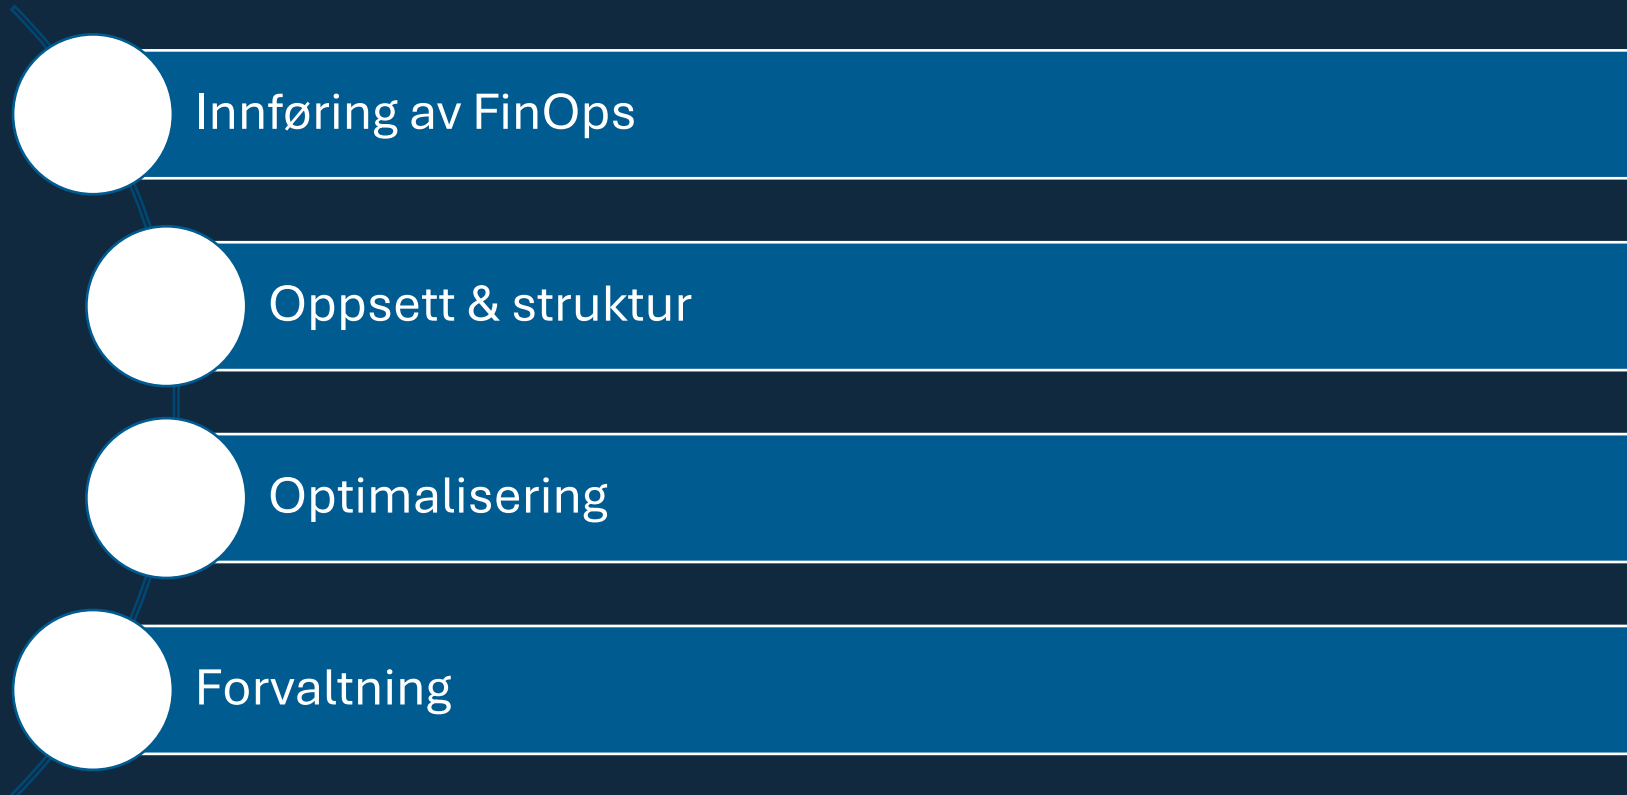 Innføring av FinOps
Oppsett & struktur
Optimalisering
Forvaltning